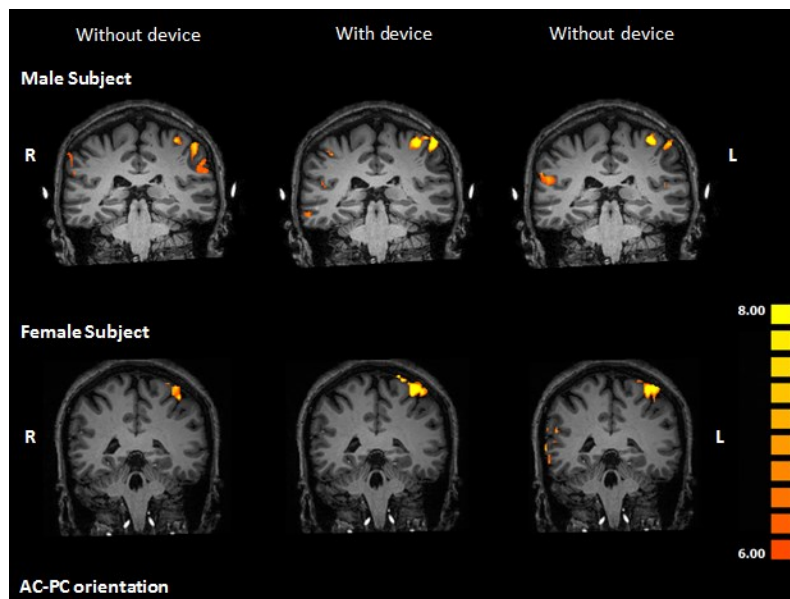 Without device With device Without device
Male Subject
R L
8.00
Female Subject
R L
6.00
AC-PC orientation